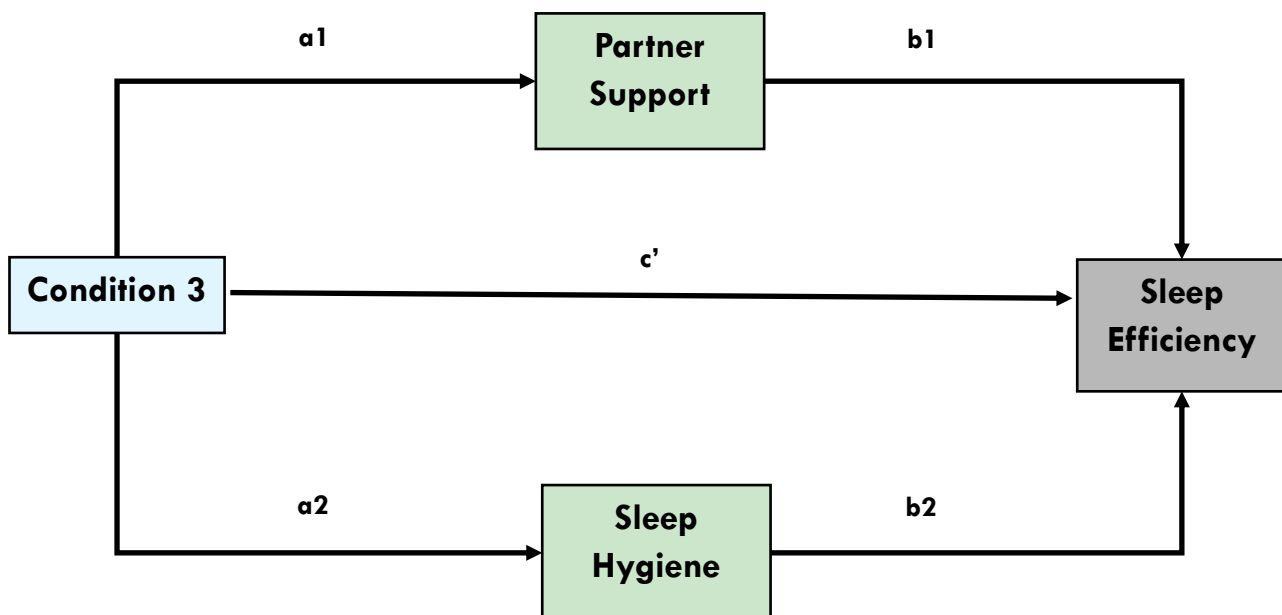 a1
Partner
Support
b1
Condition 3
c’
Sleep
Efficiency
a2
Sleep
Hygiene
b2